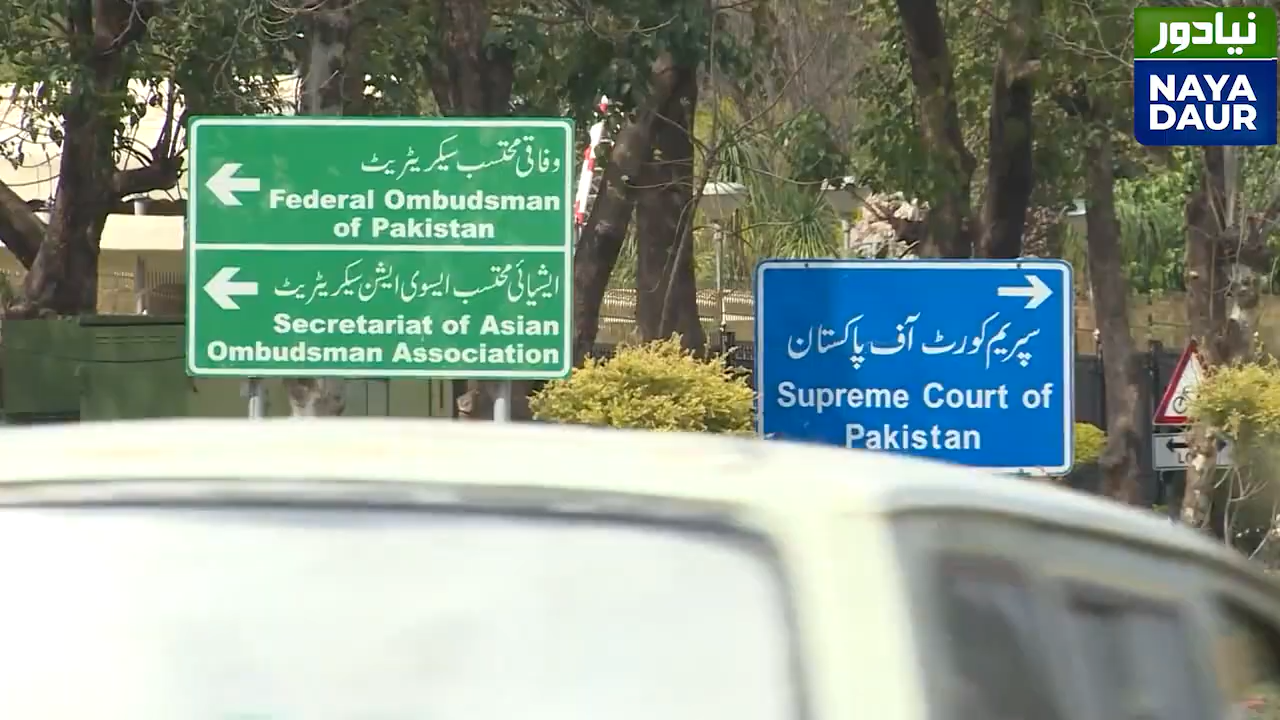 نیادور
NAYA
DAUR
وفاقی محتسب سیکریٹریٹ
Federal Ombudsman
of Pakistan
ایشیائی محتسب ایسوی ایشن سیکریٹریٹ
Secretariat of Asian
Ombudsman Association
سپریم کورٹ آف پاکستان
Supreme Court of
Pakistan